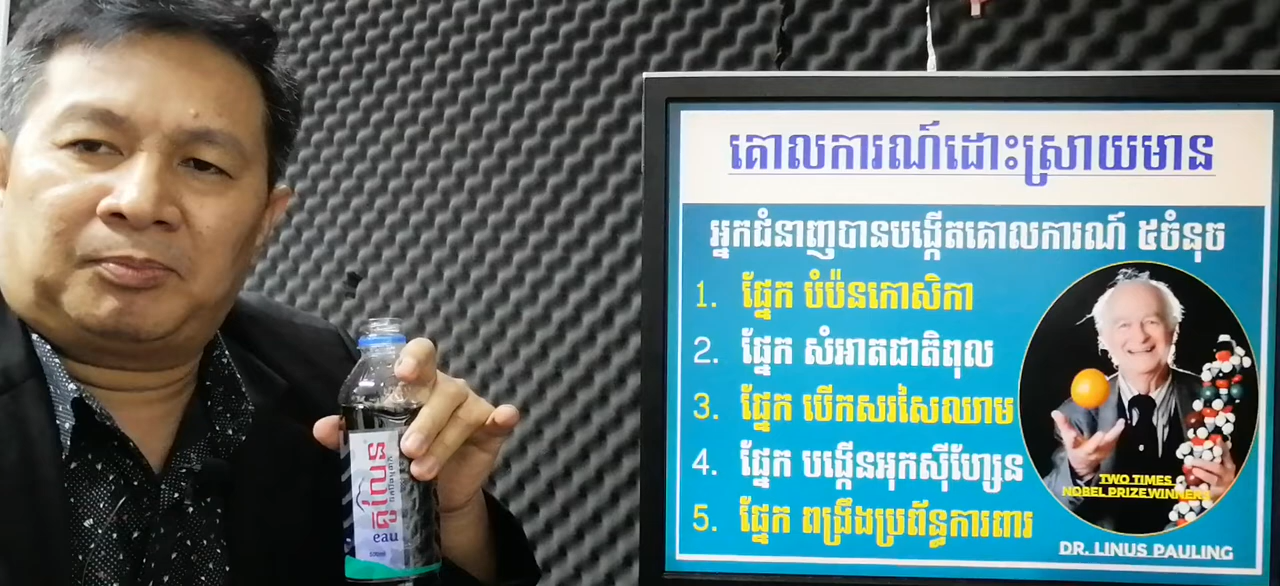 គោលការណ៍ដោះស្រាយមាន
អ្នកជំនាញបានបង្កើតគោលការណ៍ ៥ចំនុច
1. ផ្នែក បំប៉នកោសិកា
2. ផ្នែក សំអាតជាតិពុល
3. ផ្នែក បើកសរសៃឈាម
4. ផ្នែក បង្កើនអុកស៊ីហ្សែន
5. ផ្នែក ពង្រឹងប្រព័ន្ធការពារ
TWO TIMES
NOBEL PRIZE WINNERS
DR. LINUS PAULING
eau